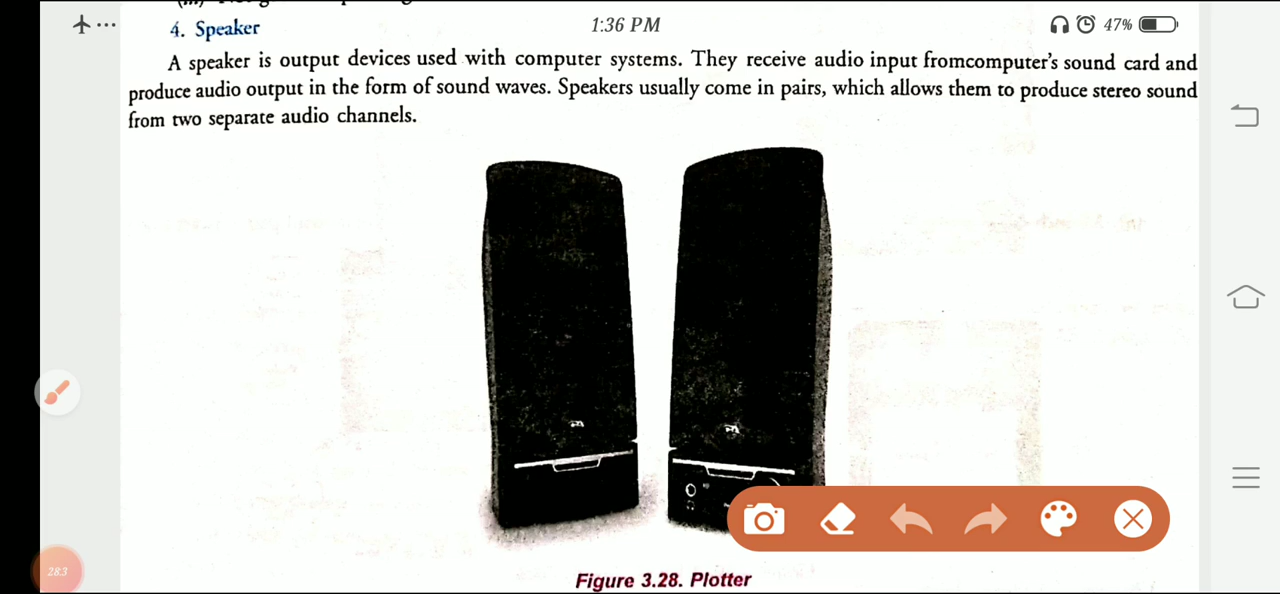 1:36 PM
47%
4. Speaker
A speaker is output devices used with computer systems. They receive audio input fromcomputer's sound card and
produce audio output in the form of sound waves. Speakers usually come in pairs, which allows them to produce stereo sound
from two separate audio channels.
28:3
Figure 3.28. Plotter